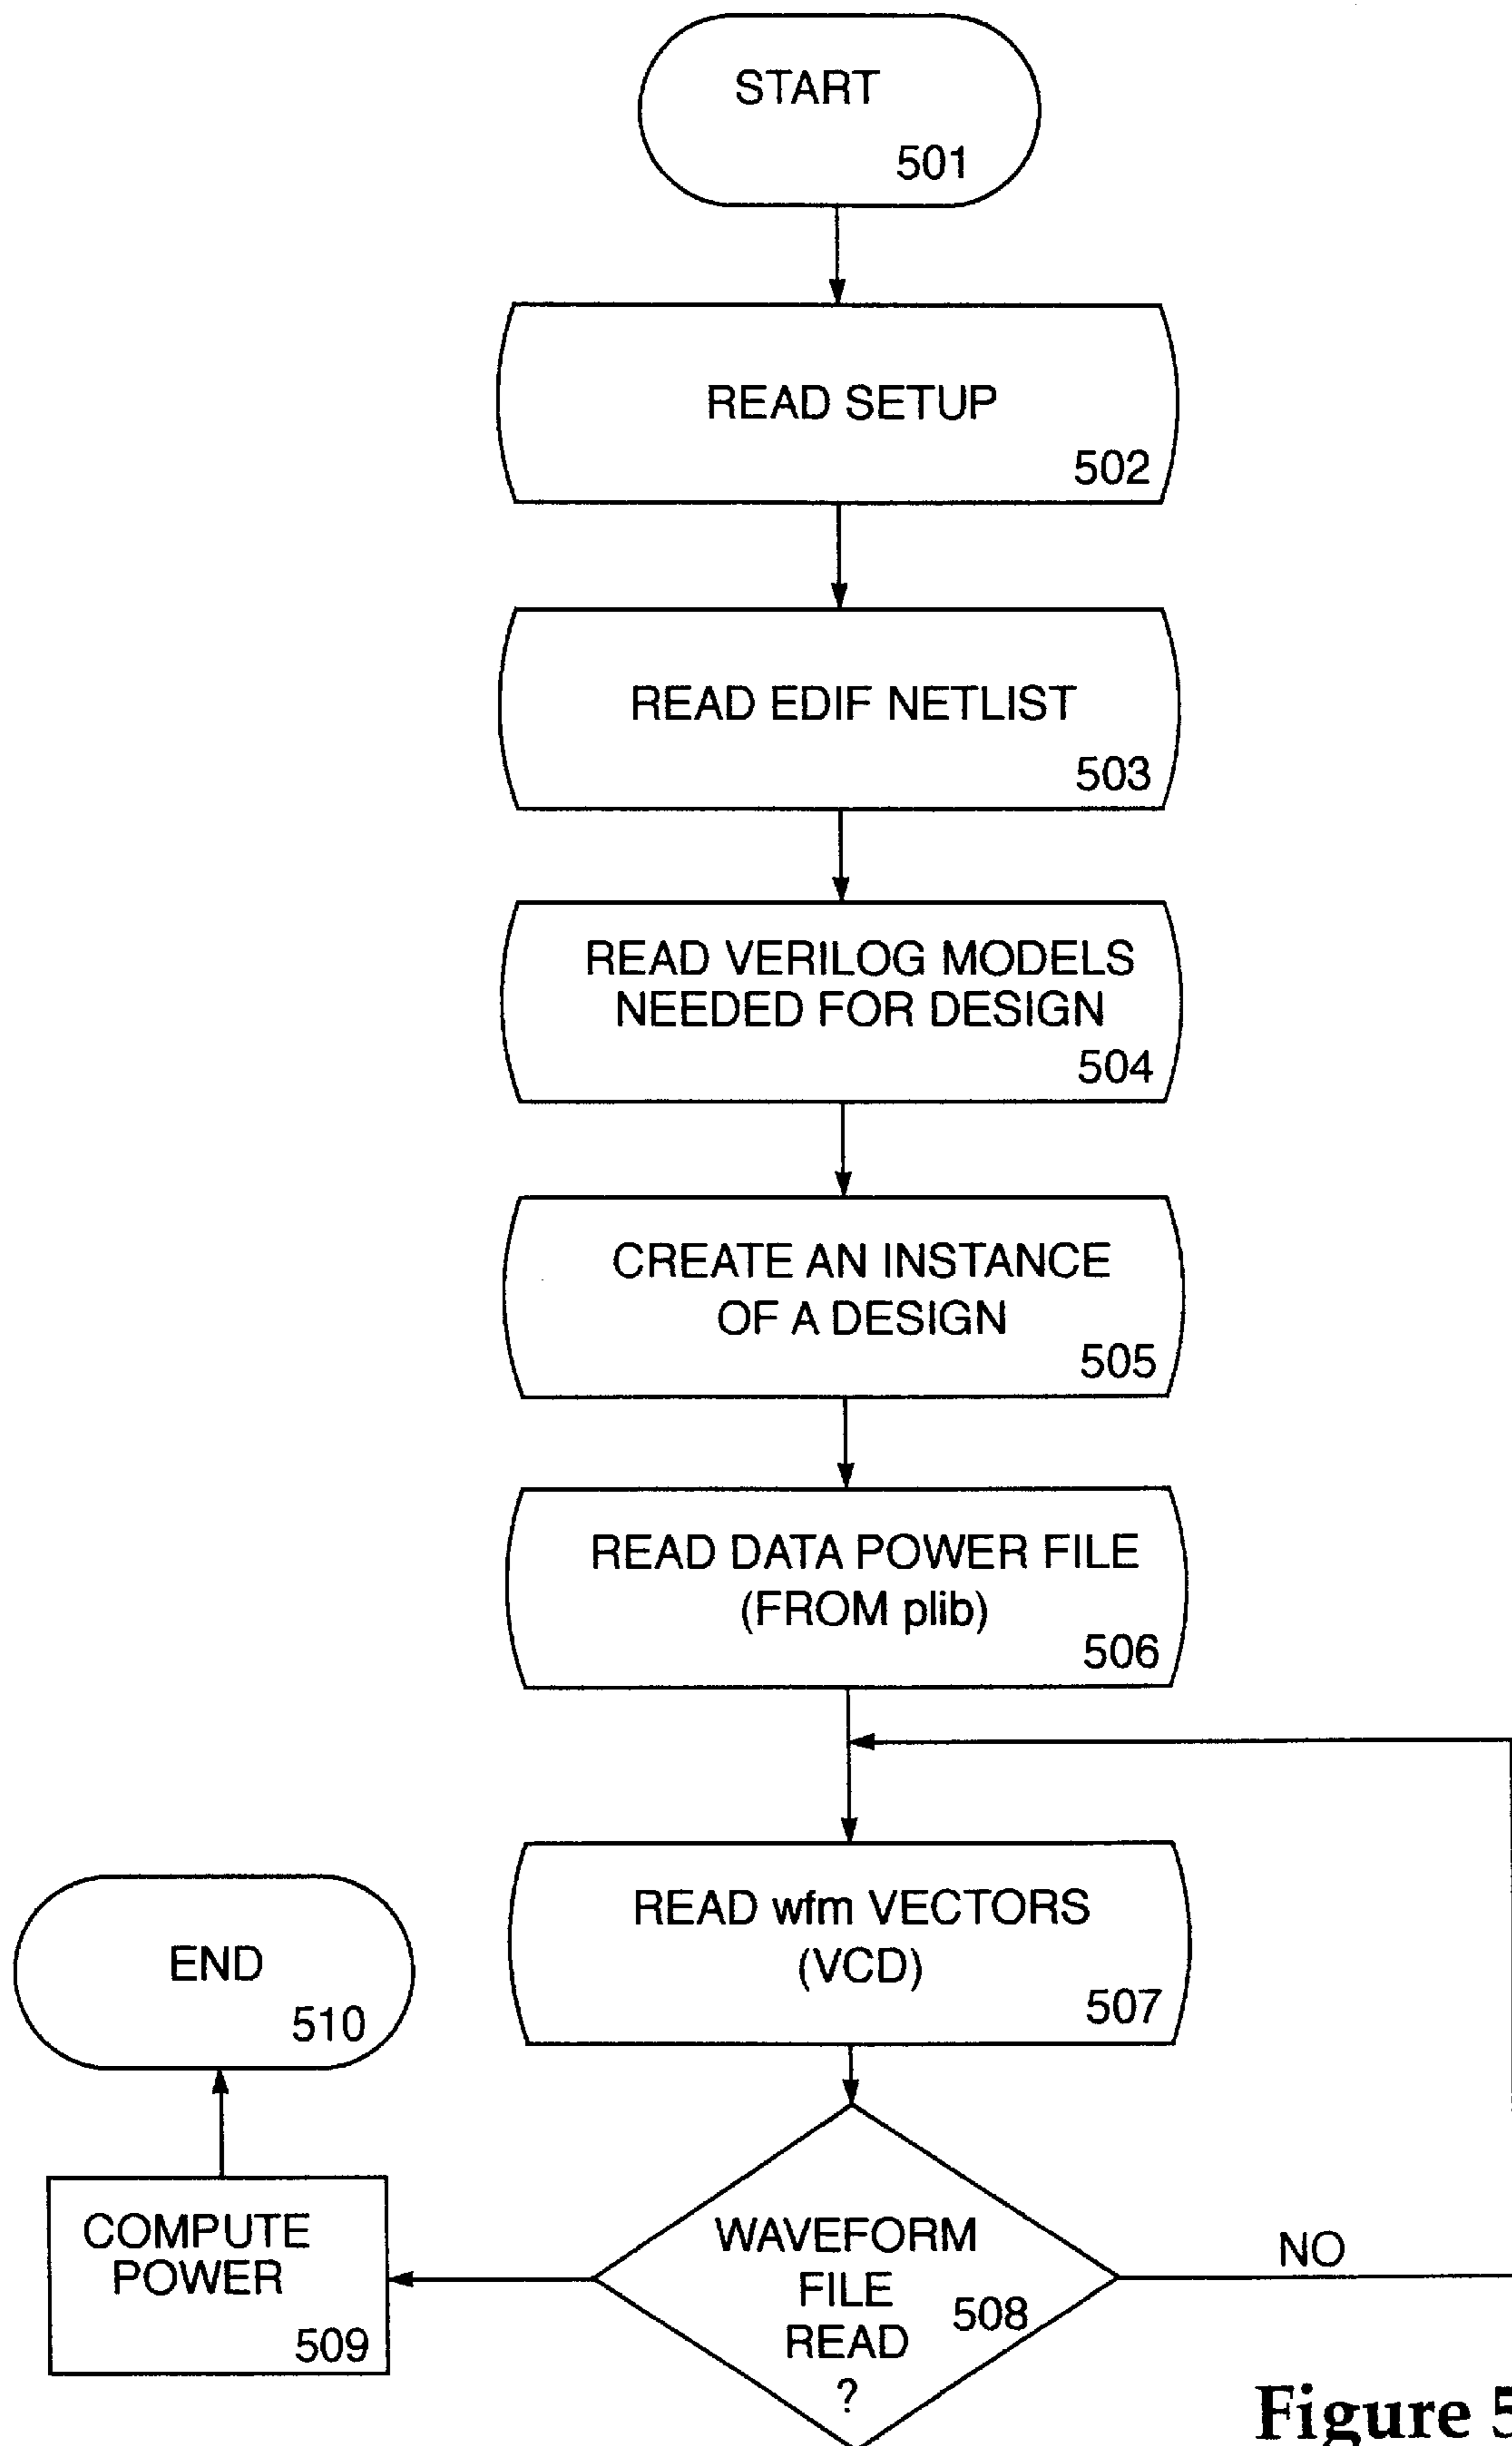 START
501
READ SETUP
502
READ EDIF NETLIST
503
READ VERILOG MODELS
NEEDED FOR DESIGN
504
CREATE AN INSTANCE
OF A DESIGN
505
READ DATA POWER FILE
(FROM plib)
506
READ wfm VECTORS
(VCD)
507
END
510
COMPUTE
POWER
509
WAVEFORM
FILE
READ
?
508
NO
Figure 5